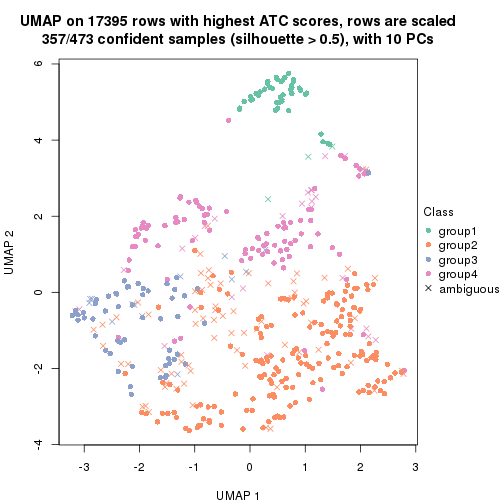 UMAP on 17395 rows with highest ATC scores, rows are scaled
357/473 confident samples (silhouette > 0.5), with 10 PCs
6
4
2
0
-2
-4
UMAP 2
-3
-2
-1
0
1
2
3
UMAP 1
Class
group1
group2
group3
group4
ambiguous